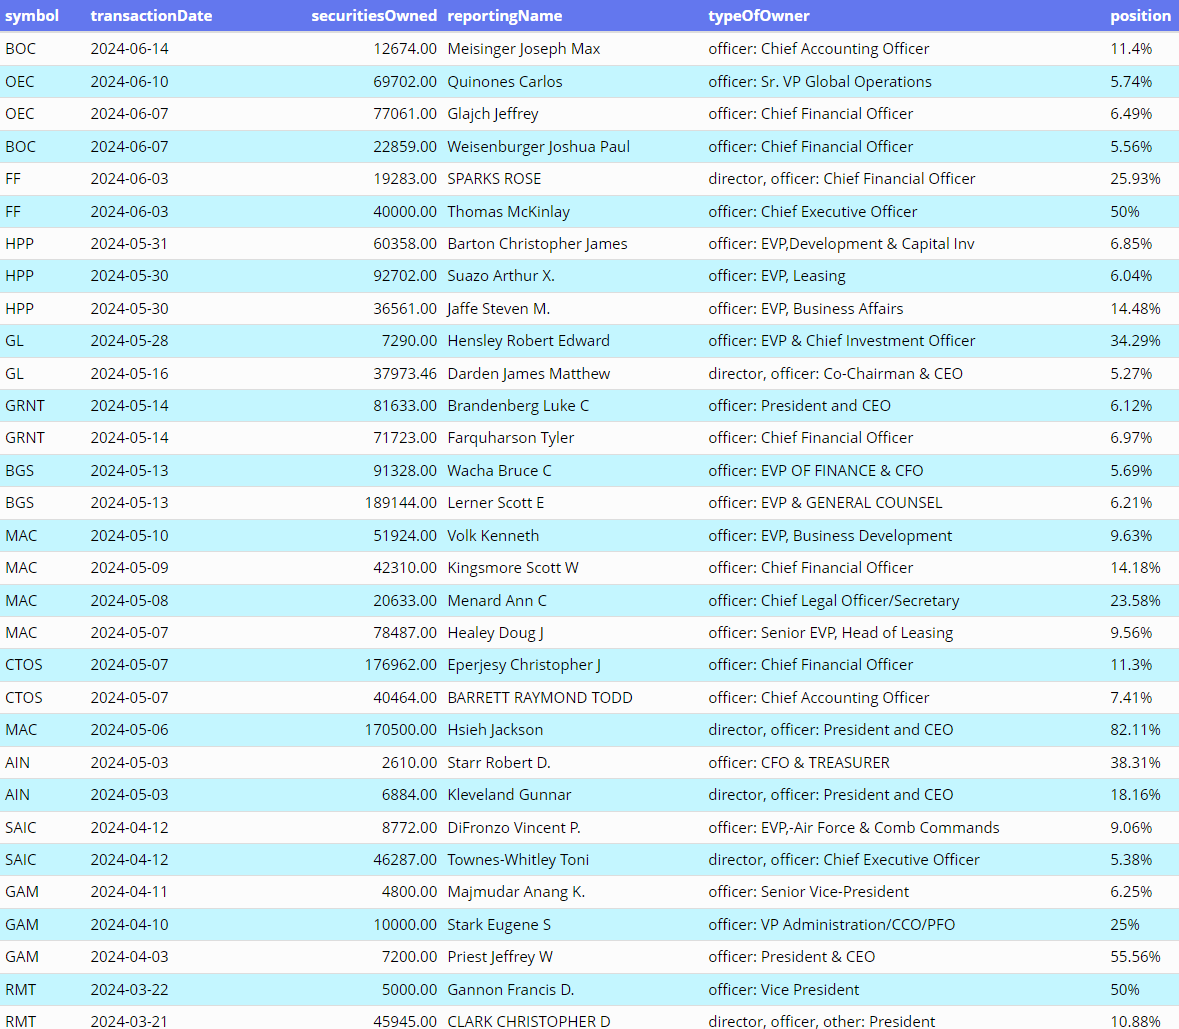 symbol transactionDate securitiesOwned reportingName typeOfOwner position
BOC 2024-06-14 12674.00 Meisinger Joseph Max officer: Chief Accounting Officer 11.4%
OEC 2024-06-10 69702.00 Quinones Carlos officer: Sr. VP Global Operations 5.74%
OEC 2024-06-07 77061.00 Glajch Jeffrey officer: Chief Financial Officer 6.49%
BOC 2024-06-07 22859.00 Weisenburger Joshua Paul officer: Chief Financial Officer 5.56%
FF 2024-06-03 19283.00 SPARKS ROSE director, officer: Chief Financial Officer 25.93%
FF 2024-06-03 40000.00 Thomas McKinlay officer: Chief Executive Officer 50%
HPP 2024-05-31 60358.00 Barton Christopher James officer: EVP,Development & Capital Inv 6.85%
HPP 2024-05-30 92702.00 Suazo Arthur X. officer: EVP, Leasing 6.04%
HPP 2024-05-30 36561.00 Jaffe Steven M. officer: EVP, Business Affairs 14.48%
GL 2024-05-28 7290.00 Hensley Robert Edward officer: EVP & Chief Investment Officer 34.29%
GL 2024-05-16 37973.46 Darden James Matthew director, officer: Co-Chairman & CEO 5.27%
GRNT 2024-05-14 81633.00 Brandenberg Luke C officer: President and CEO 6.12%
GRNT 2024-05-14 71723.00 Farquharson Tyler officer: Chief Financial Officer 6.97%
BGS 2024-05-13 91328.00 Wacha Bruce C officer: EVP OF FINANCE & CFO 5.69%
BGS 2024-05-13 189144.00 Lerner Scott E officer: EVP & GENERAL COUNSEL 6.21%
MAC 2024-05-10 51924.00 Volk Kenneth officer: EVP, Business Development 9.63%
MAC 2024-05-09 42310.00 Kingsmore Scott W officer: Chief Financial Officer 14.18%
MAC 2024-05-08 20633.00 Menard Ann C officer: Chief Legal Officer/Secretary 23.58%
MAC 2024-05-07 78487.00 Healey Doug J officer: Senior EVP, Head of Leasing 9.56%
CTOS 2024-05-07 176962.00 Eperjesy Christopher J officer: Chief Financial Officer 11.3%
CTOS 2024-05-07 40464.00 BARRETT RAYMOND TODD officer: Chief Accounting Officer 7.41%
MAC 2024-05-06 170500.00 Hsieh Jackson director, officer: President and CEO 82.11%
AIN 2024-05-03 2610.00 Starr Robert D. officer: CFO & TREASURER 38.31%
AIN 2024-05-03 6884.00 Kleveland Gunnar director, officer: President and CEO 18.16%
SAIC 2024-04-12 8772.00 DiFronzo Vincent P. officer: EVP,-Air Force & Comb Commands 9.06%
SAIC 2024-04-12 46287.00 Townes-Whitley Toni director, officer: Chief Executive Officer 5.38%
GAM 2024-04-11 4800.00 Majmudar Anang K. officer: Senior Vice-President 6.25%
GAM 2024-04-10 10000.00 Stark Eugene S officer: VP Administration/CCO/PFO 25%
GAM 2024-04-03 7200.00 Priest Jeffrey W officer: President & CEO 55.56%
RMT 2024-03-22 5000.00 Gannon Francis D. officer: Vice President 50%
RMT 2024-03-21 45945.00 CLARK CHRISTOPHER D director, officer, other: President 10.88%